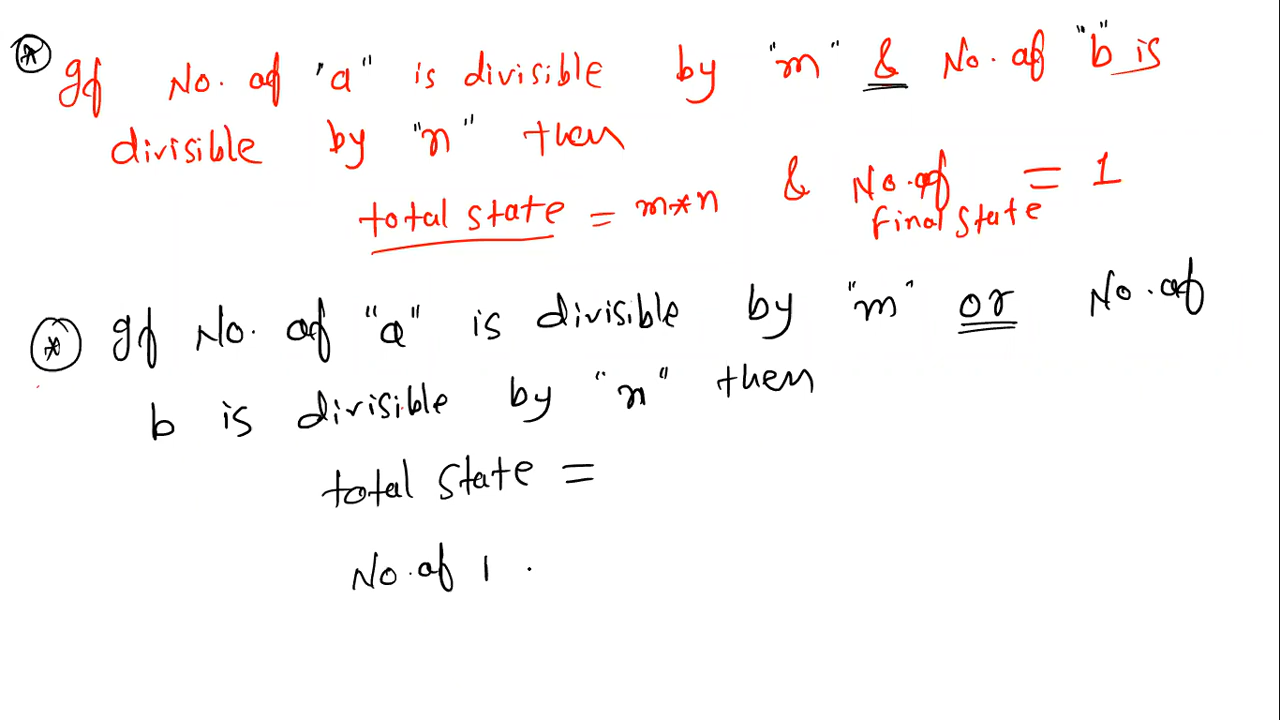 If No. of 'a" is divisible by "m" & No. of "b" is
divisible by "n" then
total state = m*n & No. of = 1
Final State
If No. of "a" is divisible by "m" or No. of
b is divisible by "n" then
total State =
No. of 1 .